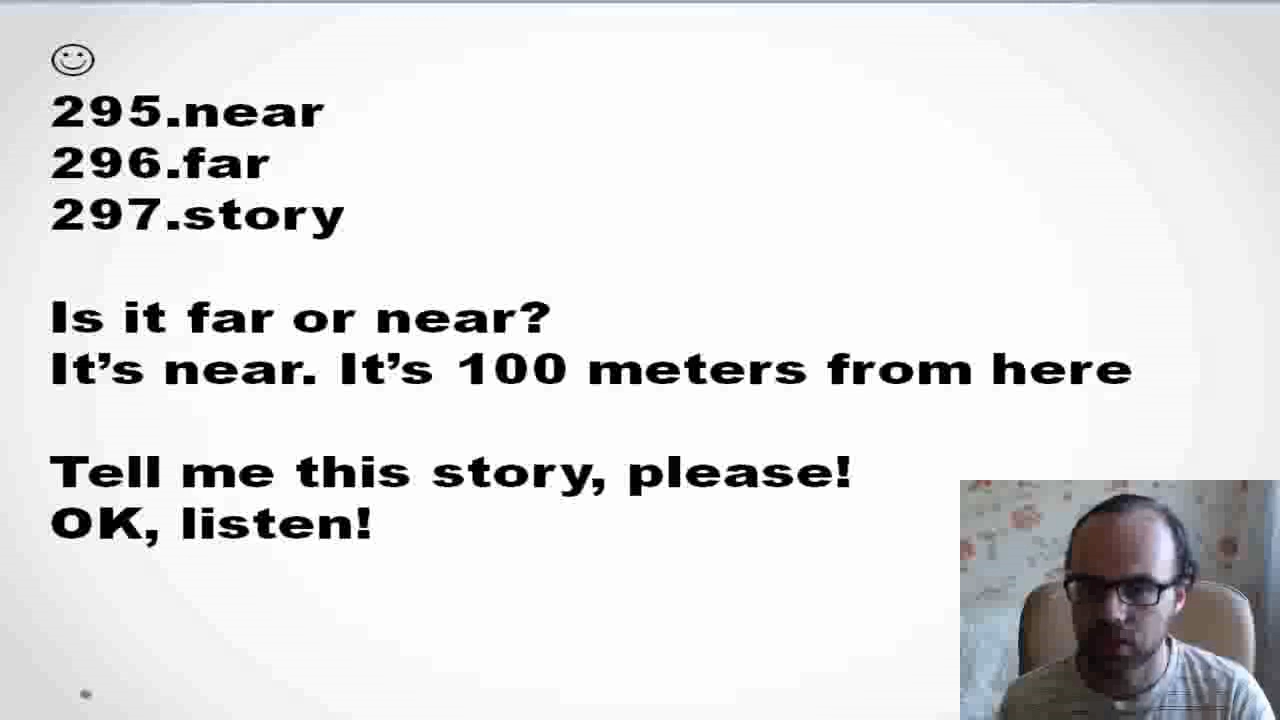 295.near
296.far
297.story
Is it far or near?
It’s near. It’s 100 meters from here
Tell me this story, please!
OK, listen!